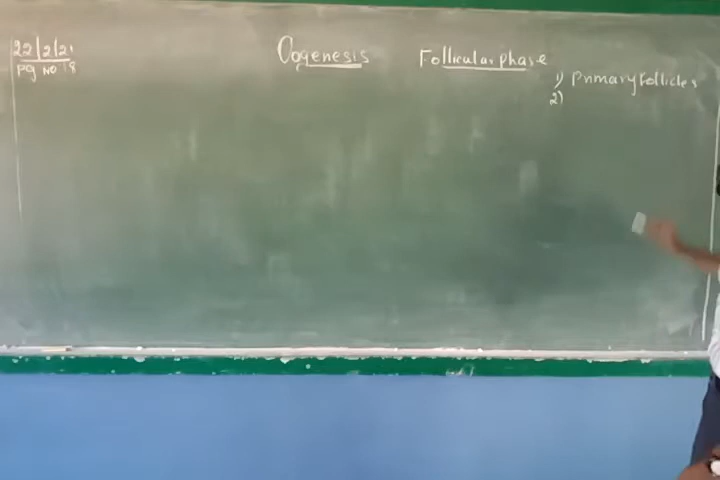 22/2/21
Pg No 18
Oogenesis
Follicular phase
1) Primary Follicles
2)